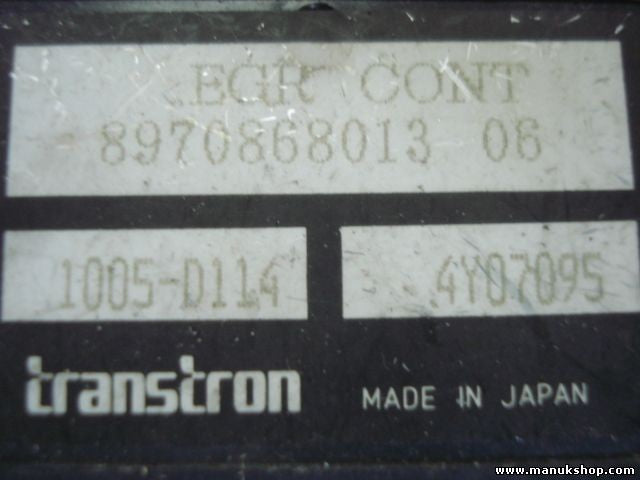 EGR CONT
8970868013 06
1005-D114 4Y07095
transtron MADE IN JAPAN
www.manukshop.com